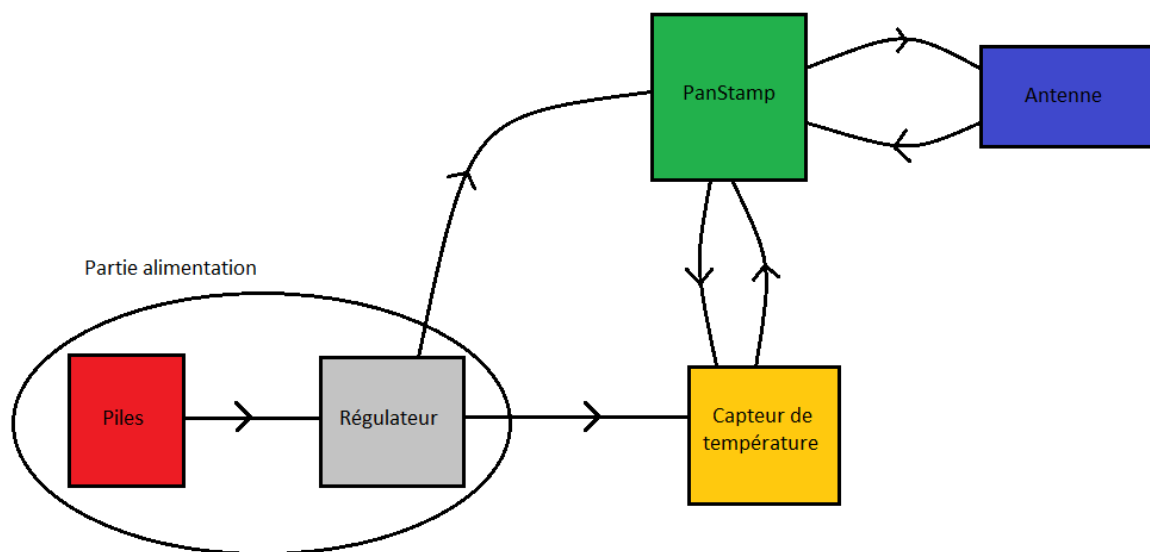 PanStamp
Antenne
Partie alimentation
Piles
Régulateur
Capteur de
température